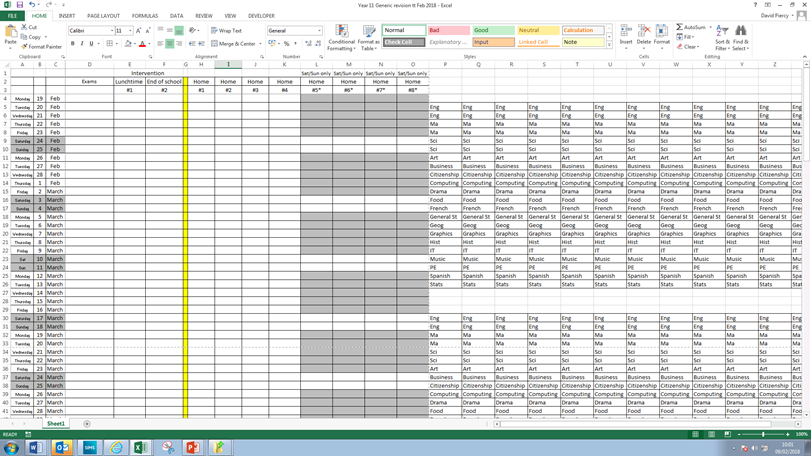 Year 11 Generic revision tt Feb 2018 - Excel
FILE HOME INSERT PAGE LAYOUT FORMULAS DATA REVIEW VIEW DEVELOPER David Piercy
Cut Calibri 11 Wrap Text General Normal Bad Good Neutral Calculation AutoSum
Copy Fill
Paste Format Painter Merge & Center Conditional Formatting Format as Table Check Cell Explanatory ... Input Linked Cell Note Insert Delete Format Clear Sort & Filter Find & Select
Clipboard Font Alignment Number Styles Cells Editing
A B C D E F G H I J K L M N O P Q R S T U V W X Y Z
1 Intervention Sat/Sun only Sat/Sun only Sat/Sun only Sat/Sun only
2 Exams Lunchtime End of school Home Home Home Home Home Home Home Home
3 #1 #2 #1 #2 #3 #4 #5* #6* #7* #8*
4 Monday 19 Feb
5 Tuesday 20 Feb Eng Eng Eng Eng Eng Eng Eng Eng Eng Eng Eng
6 Wednesday 21 Feb Eng Eng Eng Eng Eng Eng Eng Eng Eng Eng Eng
7 Thursday 22 Feb Ma Ma Ma Ma Ma Ma Ma Ma Ma Ma Ma
8 Friday 23 Feb Ma Ma Ma Ma Ma Ma Ma Ma Ma Ma Ma
9 Saturday 24 Feb Sci Sci Sci Sci Sci Sci Sci Sci Sci Sci Sci
10 Sunday 25 Feb Sci Sci Sci Sci Sci Sci Sci Sci Sci Sci Sci
11 Monday 26 Feb Art Art Art Art Art Art Art Art Art Art Art
12 Tuesday 27 Feb Business Business Business Business Business Business Business Business Business Business Business
13 Wednesday 28 Feb Citizenship Citizenship Citizenship Citizenship Citizenship Citizenship Citizenship Citizenship Citizenship Citizenship Citizenship
14 Thursday 1 Feb Computing Computing Computing Computing Computing Computing Computing Computing Computing Computing Computing
15 Friday 2 March Drama Drama Drama Drama Drama Drama Drama Drama Drama Drama Drama
16 Saturday 3 March Food Food Food Food Food Food Food Food Food Food Food
17 Sunday 4 March French French French French French French French French French French French
18 Monday 5 March General St General St General St General St General St General St General St General St General St General St General St
19 Tuesday 6 March Geog Geog Geog Geog Geog Geog Geog Geog Geog Geog Geog
20 Wednesday 7 March Graphics Graphics Graphics Graphics Graphics Graphics Graphics Graphics Graphics Graphics Graphics
21 Thursday 8 March Hist Hist Hist Hist Hist Hist Hist Hist Hist Hist Hist
22 Friday 9 March IT IT IT IT IT IT IT IT IT IT IT
23 Sat 10 March Music Music Music Music Music Music Music Music Music Music Music
24 Sun 11 March PE PE PE PE PE PE PE PE PE PE PE
25 Monday 12 March Spanish Spanish Spanish Spanish Spanish Spanish Spanish Spanish Spanish Spanish Spanish
26 Tuesday 13 March Stats Stats Stats Stats Stats Stats Stats Stats Stats Stats Stats
27 Wednesday 14 March
28 Thursday 15 March
29 Friday 16 March
30 Saturday 17 March Eng Eng Eng Eng Eng Eng Eng Eng Eng Eng Eng
31 Sunday 18 March Eng Eng Eng Eng Eng Eng Eng Eng Eng Eng Eng
32 Monday 19 March Ma Ma Ma Ma Ma Ma Ma Ma Ma Ma Ma
33 Tuesday 20 March Ma Ma Ma Ma Ma Ma Ma Ma Ma Ma Ma
34 Wednesday 21 March Sci Sci Sci Sci Sci Sci Sci Sci Sci Sci Sci
35 Thursday 22 March Sci Sci Sci Sci Sci Sci Sci Sci Sci Sci Sci
36 Friday 23 March Art Art Art Art Art Art Art Art Art Art Art
37 Saturday 24 March Business Business Business Business Business Business Business Business Business Business Business
38 Sunday 25 March Citizenship Citizenship Citizenship Citizenship Citizenship Citizenship Citizenship Citizenship Citizenship Citizenship Citizenship
39 Monday 26 March Computing Computing Computing Computing Computing Computing Computing Computing Computing Computing Computing
40 Tuesday 27 March Drama Drama Drama Drama Drama Drama Drama Drama Drama Drama Drama
41 Wednesday 28 March Food Food Food Food Food Food Food Food Food Food Food
Sheet1
READY 100%
SIMS 10:01
09/02/2018